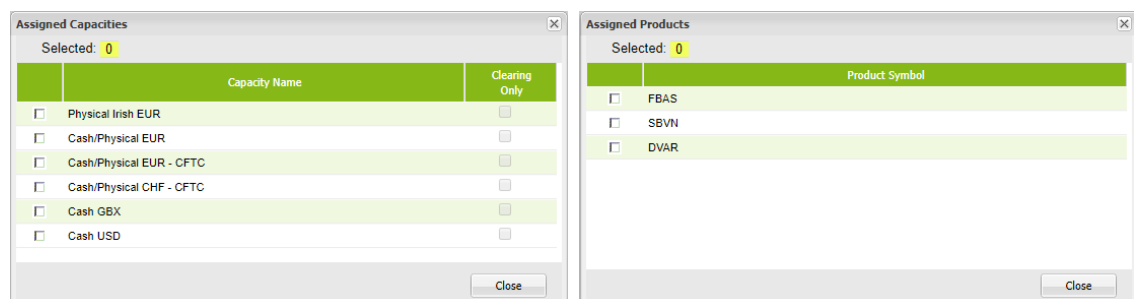 Assigned Capacities
Selected: 0
Capacity Name
Clearing
Only
Physical Irish EUR
Cash/Physical EUR
Cash/Physical EUR - CFTC
Cash/Physical CHF - CFTC
Cash GBX
Cash USD
Close
Assigned Products
Selected: 0
Product Symbol
FBAS
SBVN
DVAR
Close